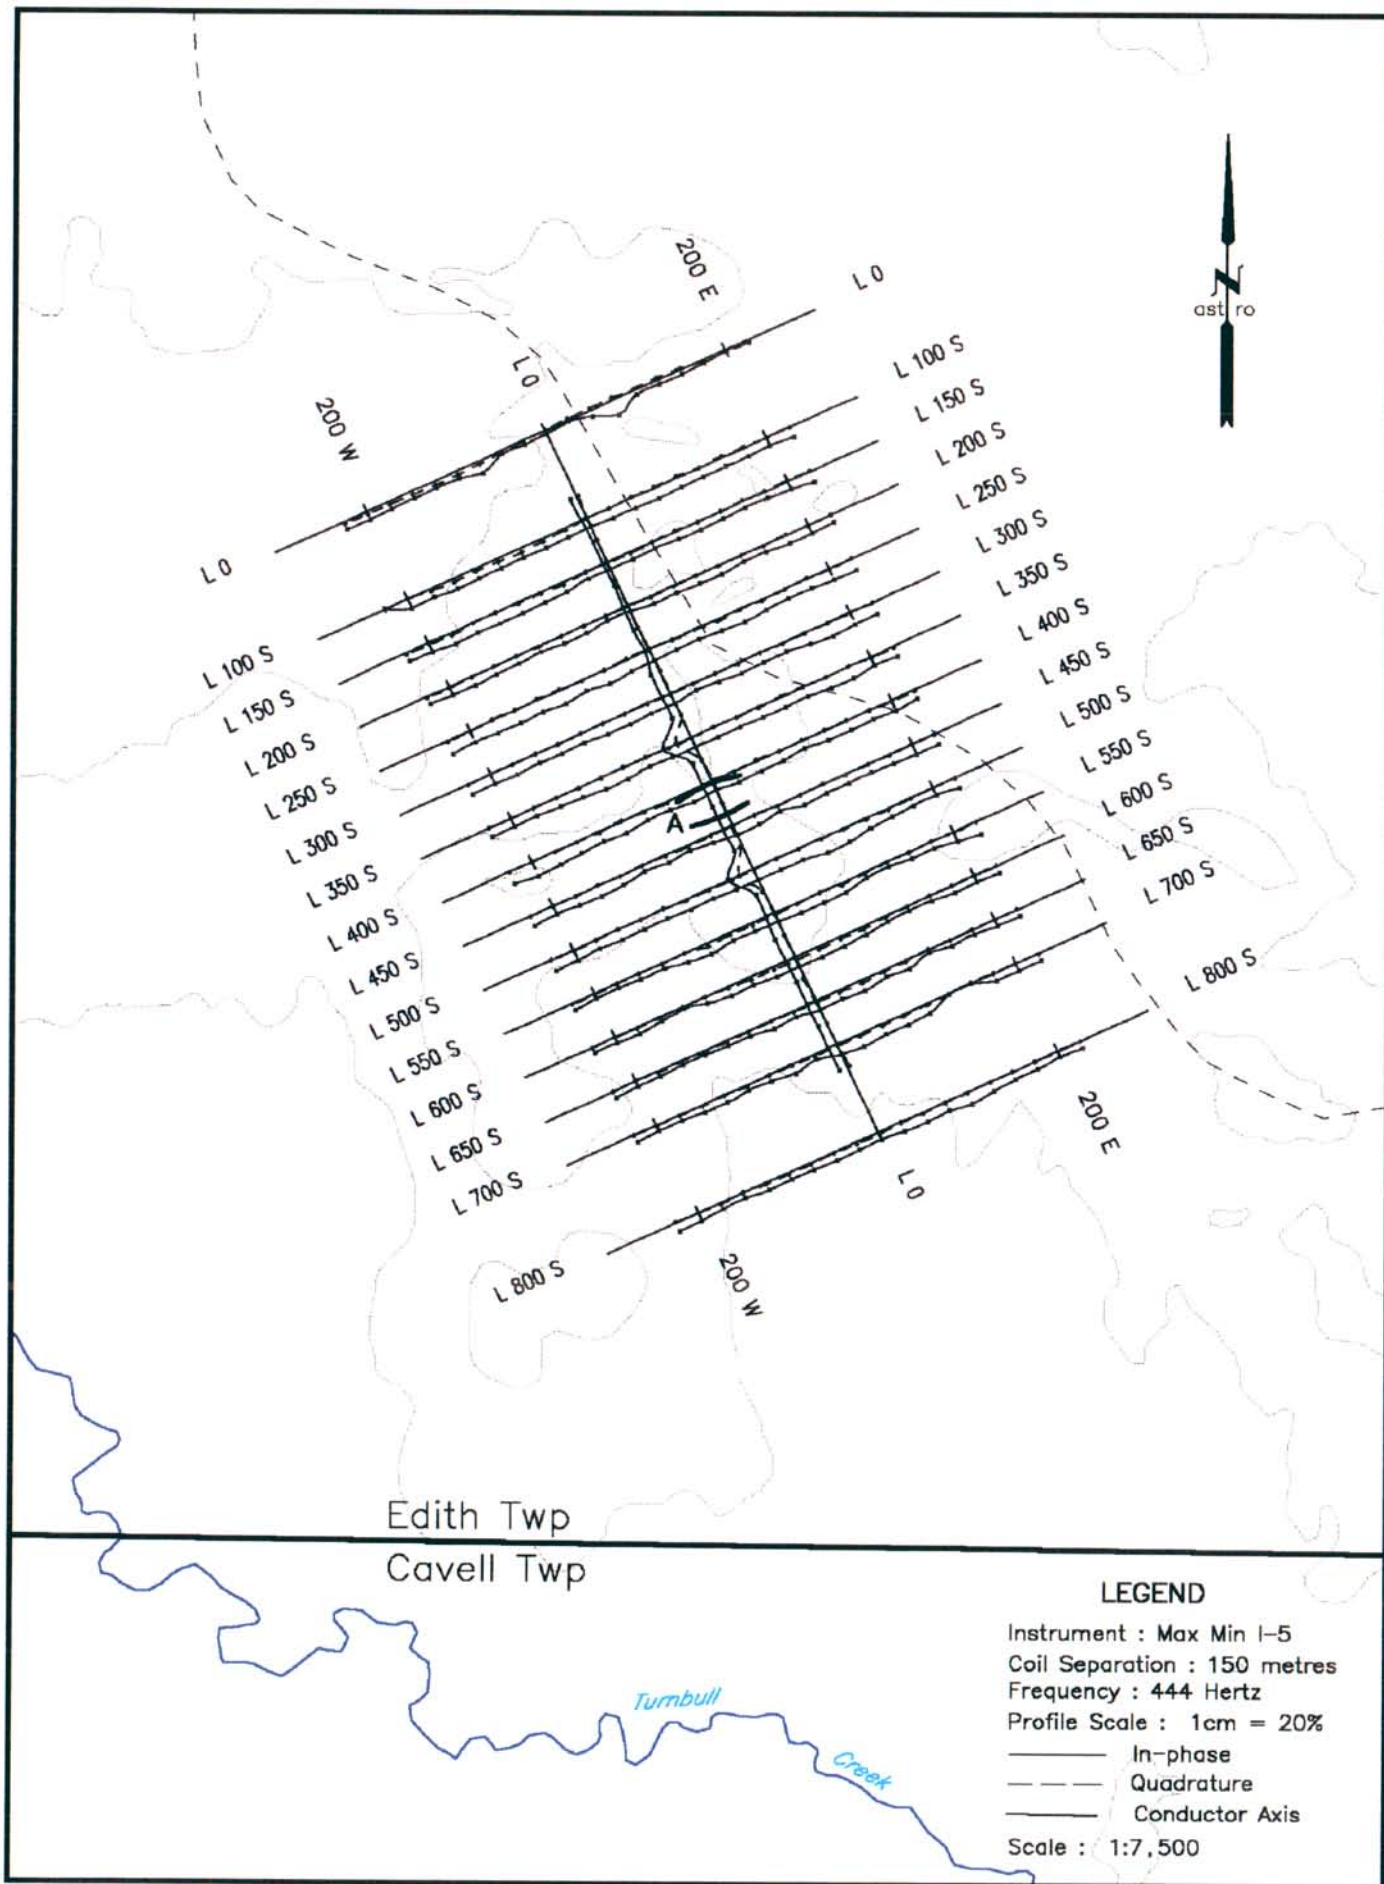 200 E
L 0
N
astro
L 0
L 100 S
200 W
L 150 S
L 200 S
L 250 S
L 300 S
L 0
L 350 S
L 400 S
L 450 S
L 100 S
L 500 S
L 150 S
L 550 S
L 200 S
L 600 S
L 250 S
L 650 S
A
L 300 S
L 700 S
L 350 S
L 400 S
L 450 S
L 800 S
L 500 S
L 550 S
L 600 S
200 E
L 650 S
L 700 S
L 0
L 800 S
200 W
Edith Twp
Cavell Twp
LEGEND
Instrument : Max Min I-5
Coil Separation : 150 metres
Frequency : 444 Hertz
Profile Scale : 1cm = 20%
In-phase
Quadrature
Conductor Axis
Scale : 1:7,500
Turnbull
Creek